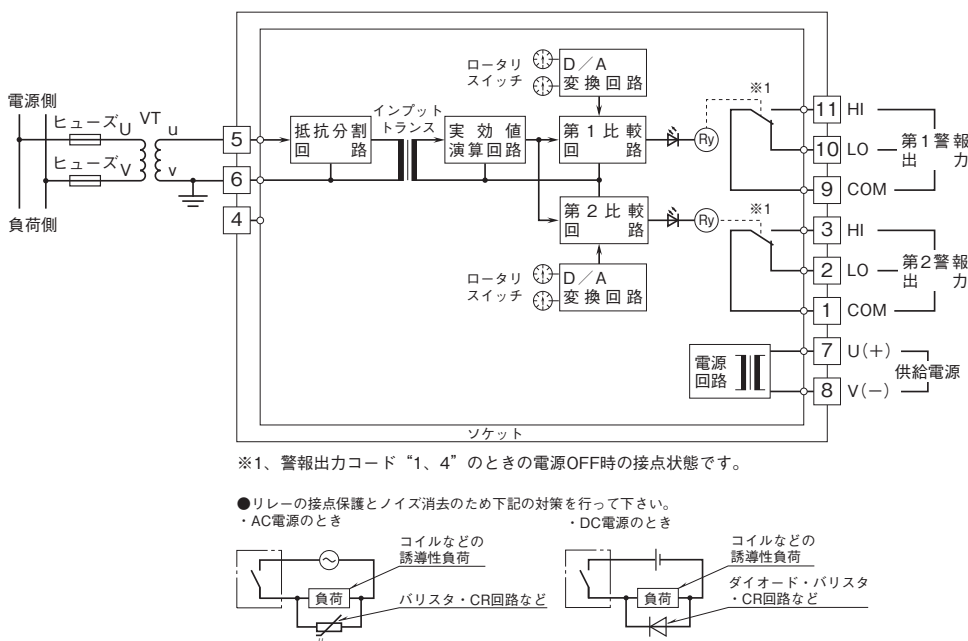 電源側
ヒューズ U VT u
ヒューズ V v
負荷側
5
6
4
抵抗分割
回路
インプット
トランス
実効値
演算回路
ロータリ
スイッチ
D/A
変換回路
第1比較
回路
Ry
※1
11 HI
10 LO
9 COM
第1警報
出力
第2比較
回路
Ry
※1
3 HI
2 LO
1 COM
第2警報
出力
ロータリ
スイッチ
D/A
変換回路
電源
回路
7 U(+)
8 V(−)
供給電源
ソケット
※1、警報出力コード“1、4”のときの電源OFF時の接点状態です。
●リレーの接点保護とノイズ消去のため下記の対策を行って下さい。
・AC電源のとき
コイルなどの
誘導性負荷
負荷
バリスタ・CR回路など
・DC電源のとき
コイルなどの
誘導性負荷
負荷
ダイオード・バリスタ
・CR回路など